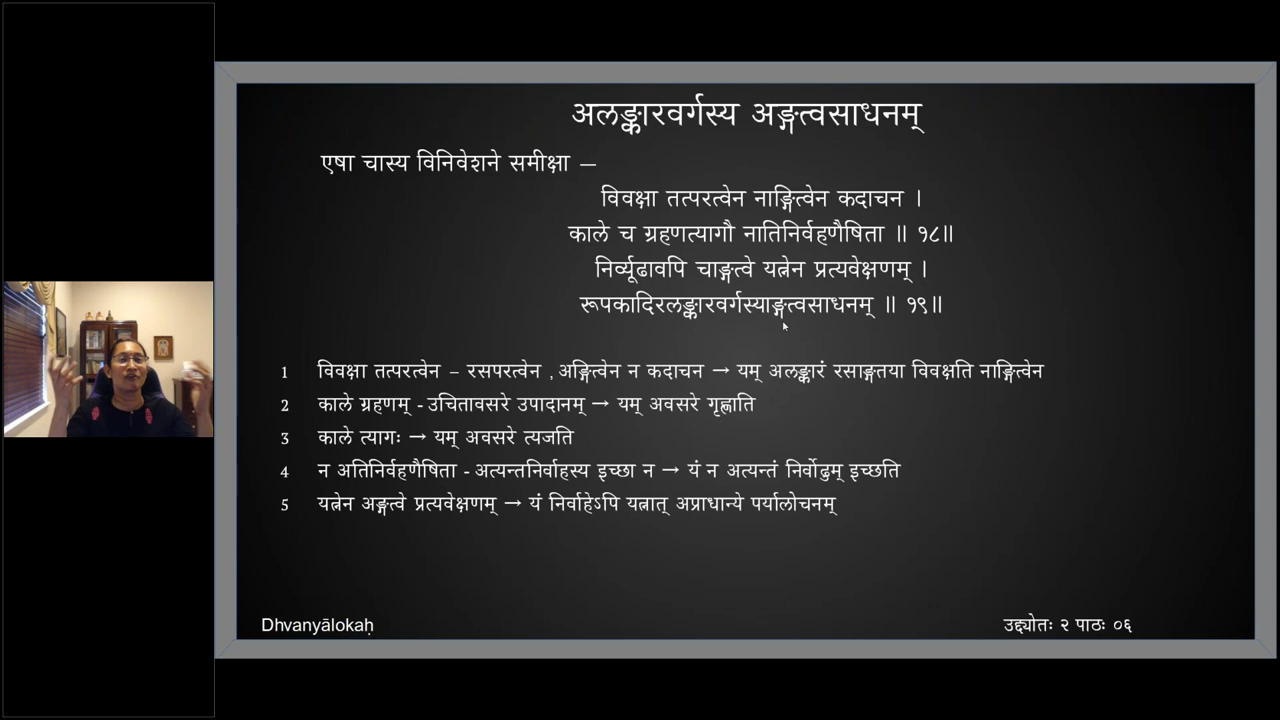 अलङ्कारवर्गस्य अङ्गत्वसाधनम्
एषा चास्य विनिवेशने समीक्षा –
विवक्षा तत्परत्वेन नाङ्गित्वेन कदाचन ।
काले च ग्रहणत्यागौ नातिनिर्वहणैषिता ॥ १८॥
निर्व्यूढावपि चाङ्गत्वे यत्नेन प्रत्यवेक्षणम् ।
रूपकादिरलङ्कारवर्गस्याङ्गत्वसाधनम् ॥ १९॥
1 विवक्षा तत्परत्वेन – रसपरत्वेन , अङ्गित्वेन न कदाचन → यम् अलङ्कारं रसाङ्गतया विवक्षति नाङ्गित्वेन
2 काले ग्रहणम् - उचितावसरे उपादानम् → यम् अवसरे गृह्णाति
3 काले त्यागः → यम् अवसरे त्यजति
4 न अतिनिर्वहणैषिता - अत्यन्तनिर्वाहस्य इच्छा न → यं न अत्यन्तं निर्वोढुम् इच्छति
5 यत्नेन अङ्गत्वे प्रत्यवेक्षणम् → यं निर्वाहेऽपि यत्नात् अप्राधान्ये पर्यालोचनम्
Dhvanyālokaḥ
उद्द्योतः २ पाठः ०६